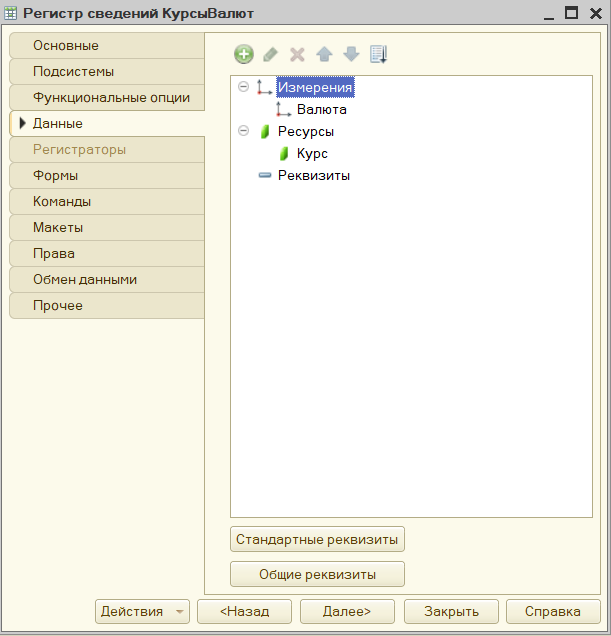 Регистр сведений КурсыВалют
Основные
Подсистемы
Функциональные опции
Данные
Регистраторы
Формы
Команды
Макеты
Права
Обмен данными
Прочее
Измерения
Валюта
Ресурсы
Курс
Реквизиты
Стандартные реквизиты
Общие реквизиты
Действия
<Назад
Далее>
Закрыть
Справка